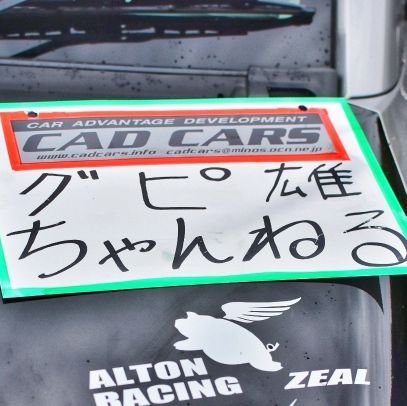 CAR ADVANTAGE DEVELOPMENT
CAD CARS
www.cadcars.info cadcars@minos.ocn.ne.jp
グピ雄
ちゃんねる
ALTON
RACING
ZEAL